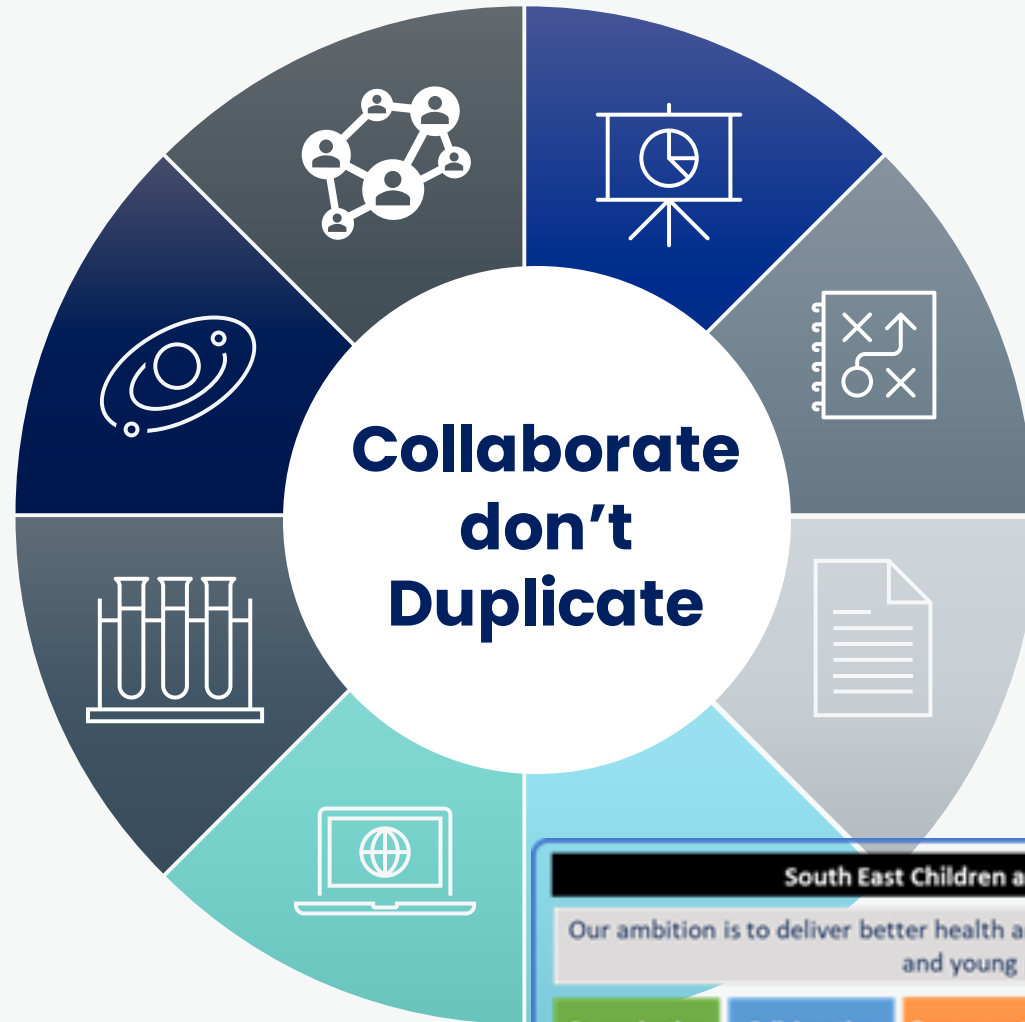 Collaborate
don’t
Duplicate
South East Children a
Our ambition is to deliver better health a
and young